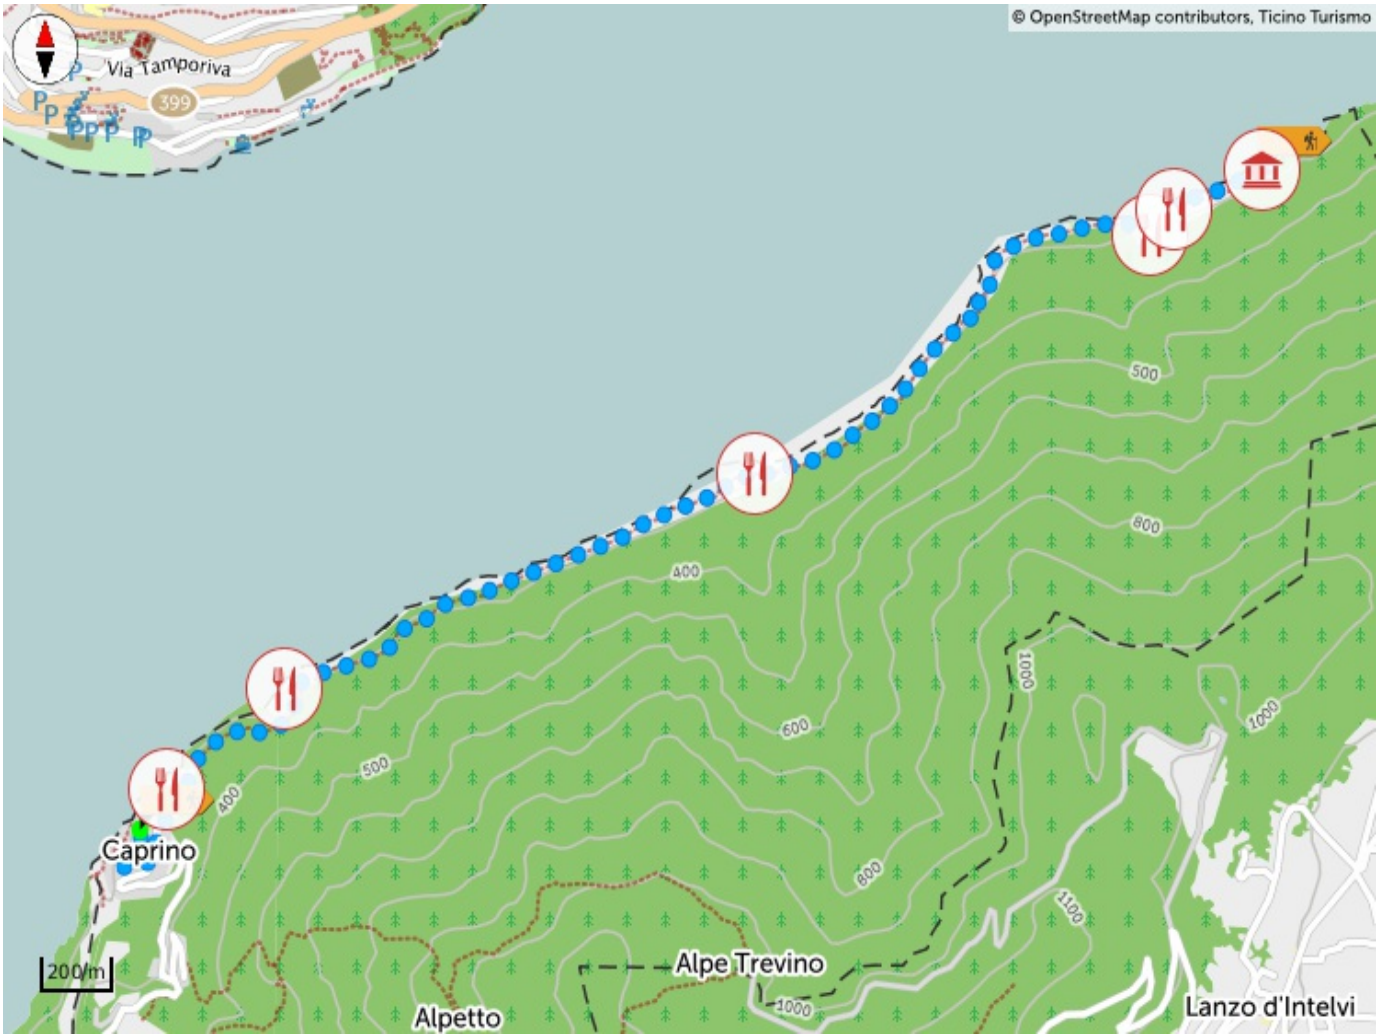 © OpenStreetMap contributors, Ticino Turismo
P
Via Tamporiva
P
P
399
P
P
P
P
P
500
800
400
1000
600
1000
500
400
Caprino
800
1100
Alpe Trevino
200/m
1000
Lanzo d'Intelvi
Alpetto